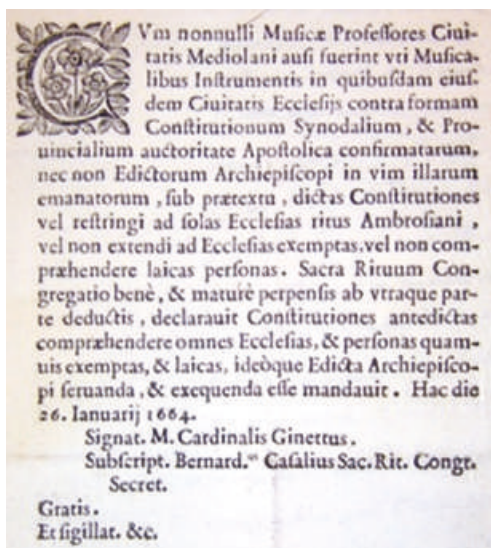 CVm nonnulli Musicæ Professores Ciui-
tatis Mediolani ausi fuerint vti Musica-
libus Instrumentis in quibusdam eius-
dem Ciuitatis Ecclesijs contra formam
Constitutionum Synodalium, & Pro-
uincialium auctoritate Apostolica confirmatarum,
nec non Edictorum Archiepiscopi in vim illarum
emanatorum, sub prætextu, dictas Constitutiones
vel restringi ad solas Ecclesias ritus Ambrosiani,
vel non extendi ad Ecclesias exemptas, vel non com-
præhendere laicas personas. Sacra Rituum Con-
gregatio benè, & maturè perpensis ab vtraque par-
te deductis, declarauit Constitutiones antedictas
compræhendere omnes Ecclesias, & personas quam-
uis exemptas, & laicas, ideòque Edicta Archiepisco-
pi seruanda, & exequenda esse mandauit. Hac die
26. Ianuarij 1664.
Signat. M. Cardinalis Ginettus.
Subscript. Bernard.us Casalius Sac. Rit. Congr.
Secret.
Gratis.
Et sigillat. &c.